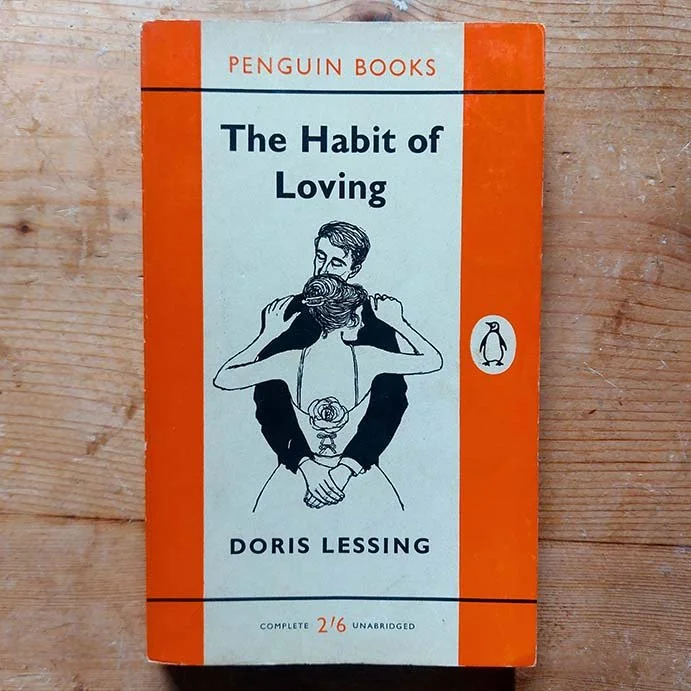 PENGUIN BOOKS
The Habit of
Loving
DORIS LESSING
COMPLETE 2'6 UNABRIDGED